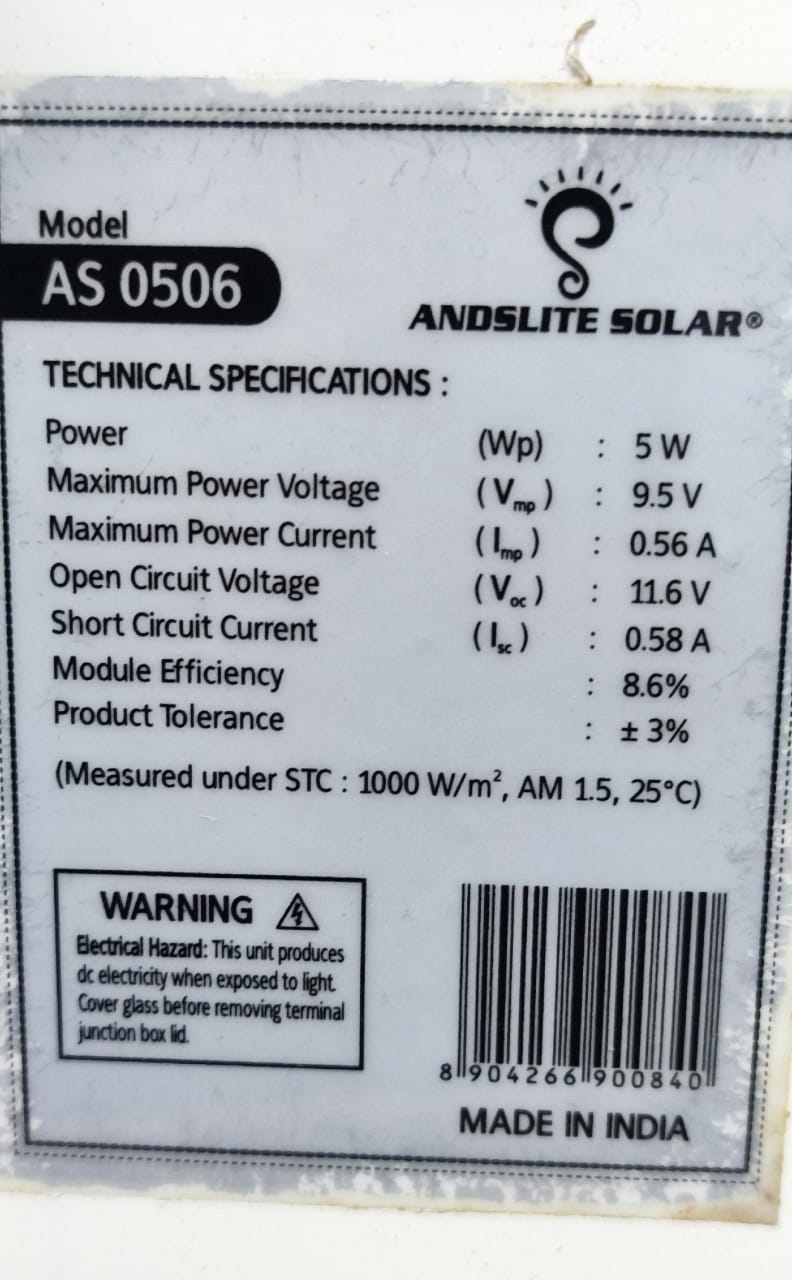 Model
AS 0506
ANDSLITE SOLAR®
TECHNICAL SPECIFICATIONS :
Power (Wp) : 5 W
Maximum Power Voltage (Vmp) : 9.5 V
Maximum Power Current (Imp) : 0.56 A
Open Circuit Voltage (Voc) : 11.6 V
Short Circuit Current (Isc) : 0.58 A
Module Efficiency : 8.6%
Product Tolerance : ± 3%
(Measured under STC : 1000 W/m², AM 1.5, 25°C)
WARNING
Electrical Hazard: This unit produces
dc electricity when exposed to light.
Cover glass before removing terminal
junction box lid.
8 904266 900840
MADE IN INDIA